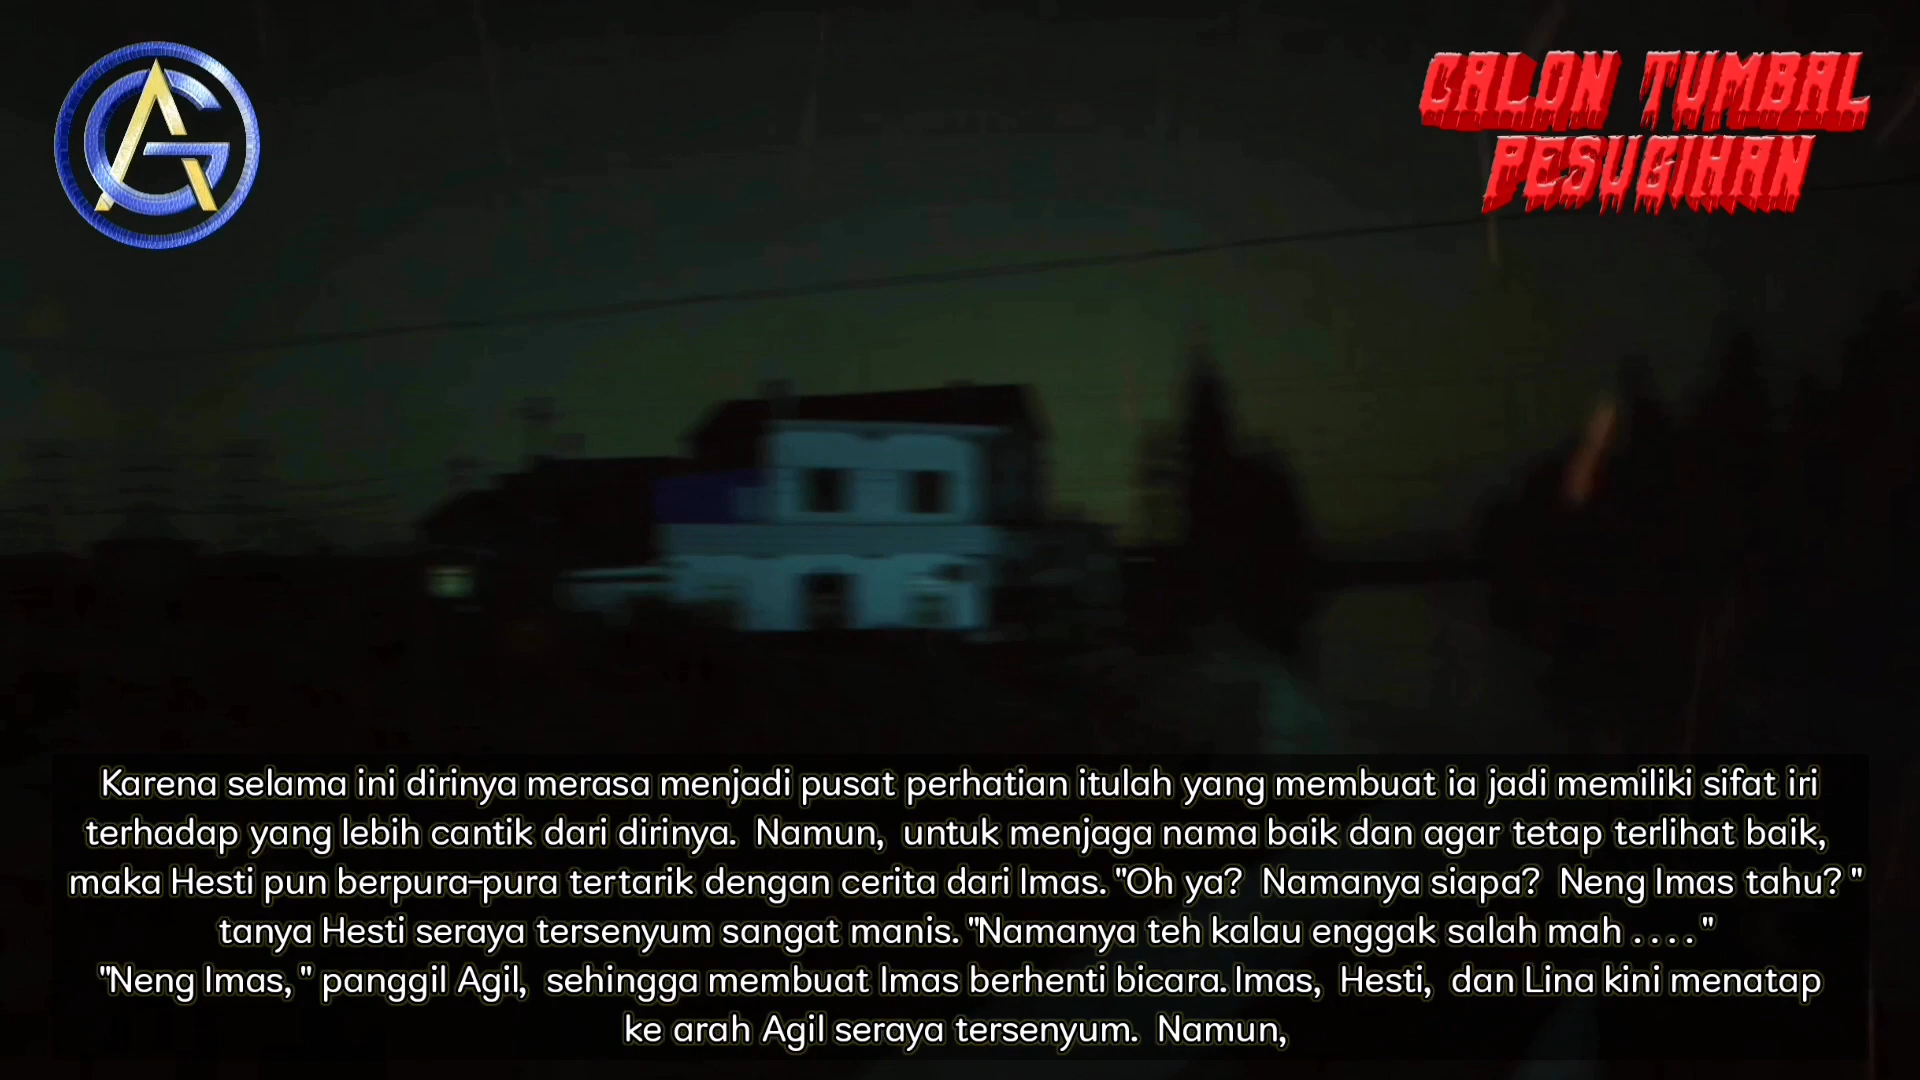 CALON TUMBAL
PESUGIHAN
Karena selama ini dirinya merasa menjadi pusat perhatian itulah yang membuat ia jadi memiliki sifat iri
terhadap yang lebih cantik dari dirinya. Namun, untuk menjaga nama baik dan agar tetap terlihat baik,
maka Hesti pun berpura-pura tertarik dengan cerita dari Imas. "Oh ya? Namanya siapa? Neng Imas tahu? "
tanya Hesti seraya tersenyum sangat manis. "Namanya teh kalau enggak salah mah . . . . "
"Neng Imas, " panggil Agil, sehingga membuat Imas berhenti bicara. Imas, Hesti, dan Lina kini menatap
ke arah Agil seraya tersenyum. Namun,